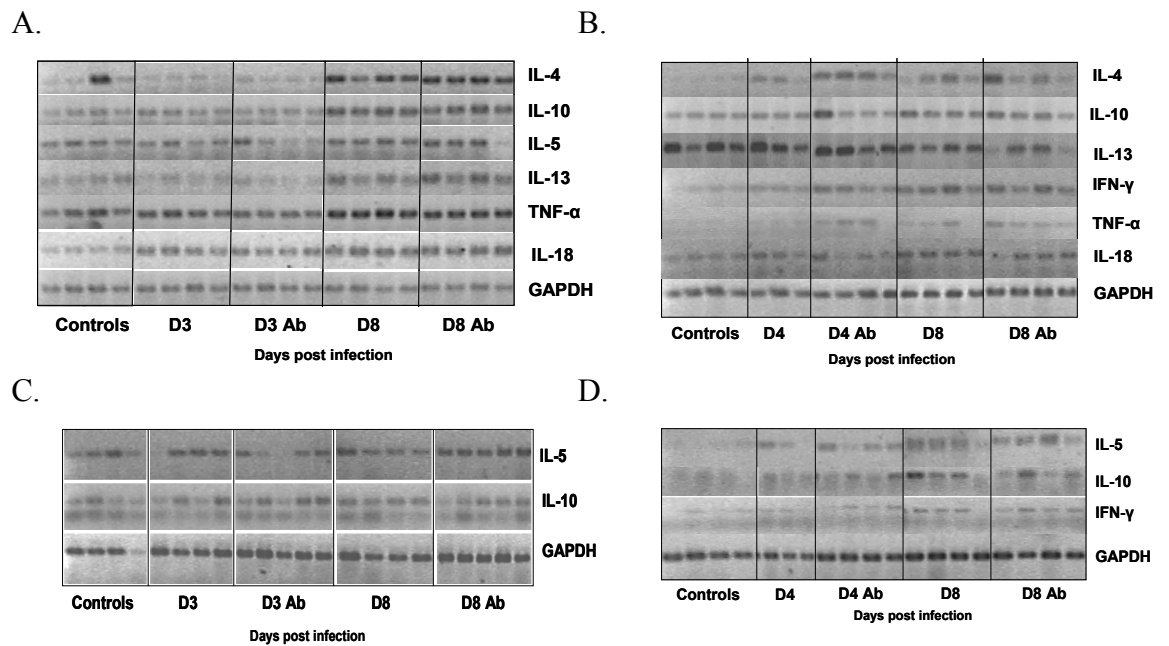 A.
IL-4
IL-10
IL-5
IL-13
TNF-α
IL-18
GAPDH
Controls D3 D3 Ab D8 D8 Ab
Days post infection
B.
IL-4
IL-10
IL-13
IFN-γ
TNF-α
IL-18
GAPDH
Controls D4 D4 Ab D8 D8 Ab
Days post infection
C.
IL-5
IL-10
GAPDH
Controls D3 D3 Ab D8 D8 Ab
Days post infection
D.
IL-5
IL-10
IFN-γ
GAPDH
Controls D4 D4 Ab D8 D8 Ab
Days post infection